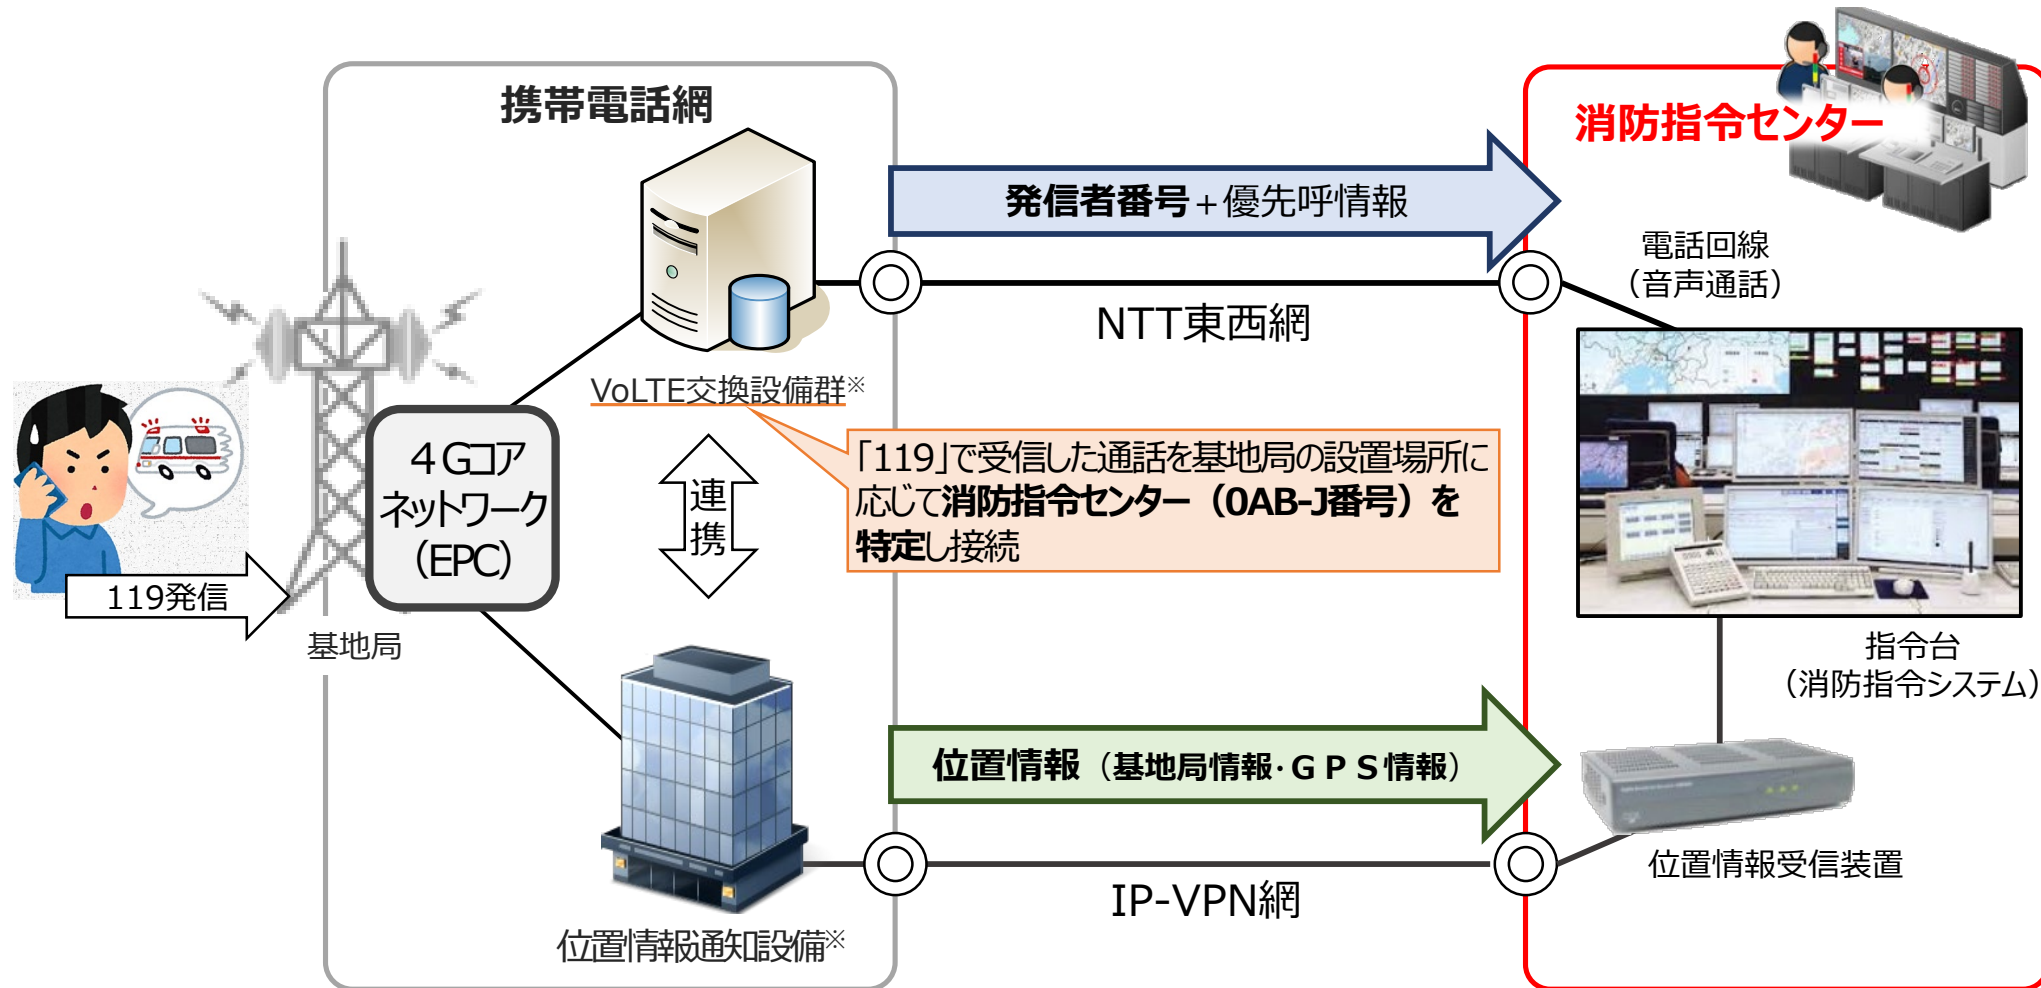 携帯電話網
消防指令センター
発信者番号+優先呼情報
電話回線
（音声通話）
NTT東西網
VoLTE交換設備群※
４Gコア
ネットワーク
（EPC）
連
携
「119」で受信した通話を基地局の設置場所に
応じて消防指令センター（0AB-J番号）を
特定し接続
119発信
基地局
指令台
（消防指令システム）
位置情報（基地局情報・ＧＰＳ情報）
位置情報受信装置
IP-VPN網
位置情報通知設備※